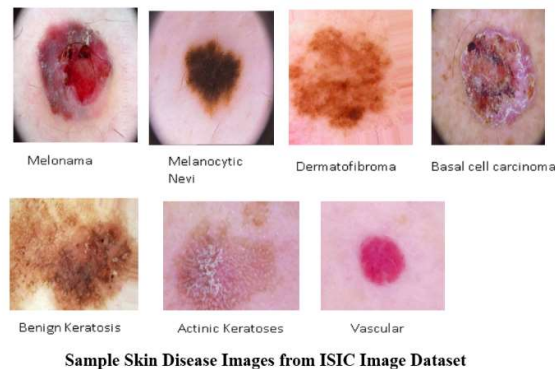 Melonama
Melanocytic
Nevi
Dermatofibroma
Basal cell carcinoma
Benign Keratosis
Actinic Keratoses
Vascular
Sample Skin Disease Images from ISIC Image Dataset